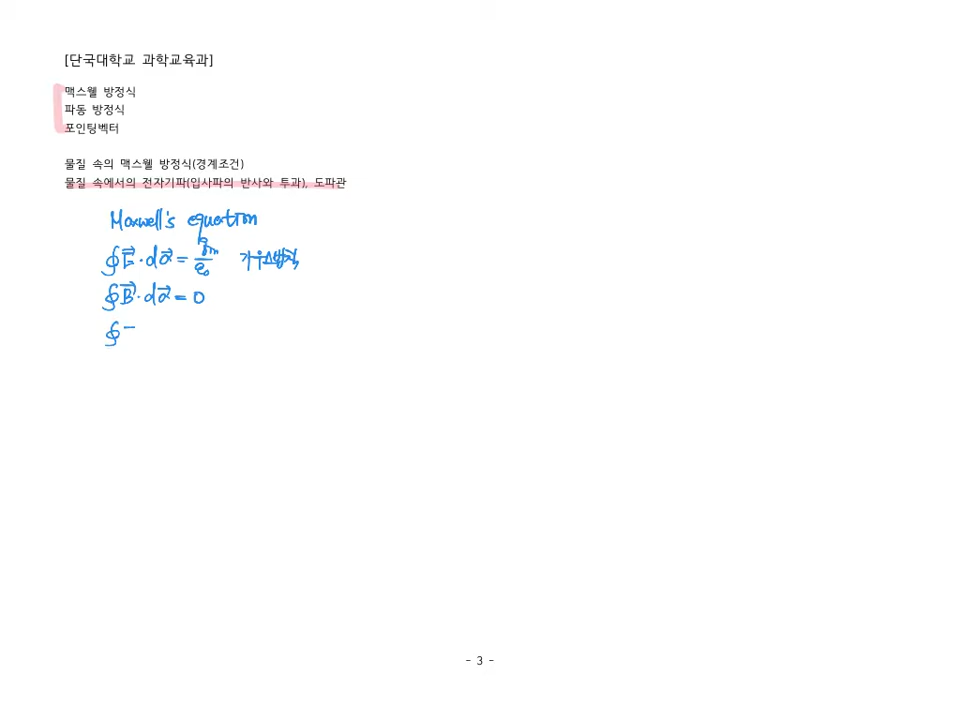 [단국대학교 과학교육과]
맥스웰 방정식
파동 방정식
포인팅벡터
물질 속의 맥스웰 방정식(경계조건)
물질 속에서의 전자기파(입사파의 반사와 투과), 도파관
Maxwell's equation
∮E⃗·da⃗ = q_in/ε₀ 가우스법칙,
∮B⃗·da⃗ = 0
∮
- 3 -